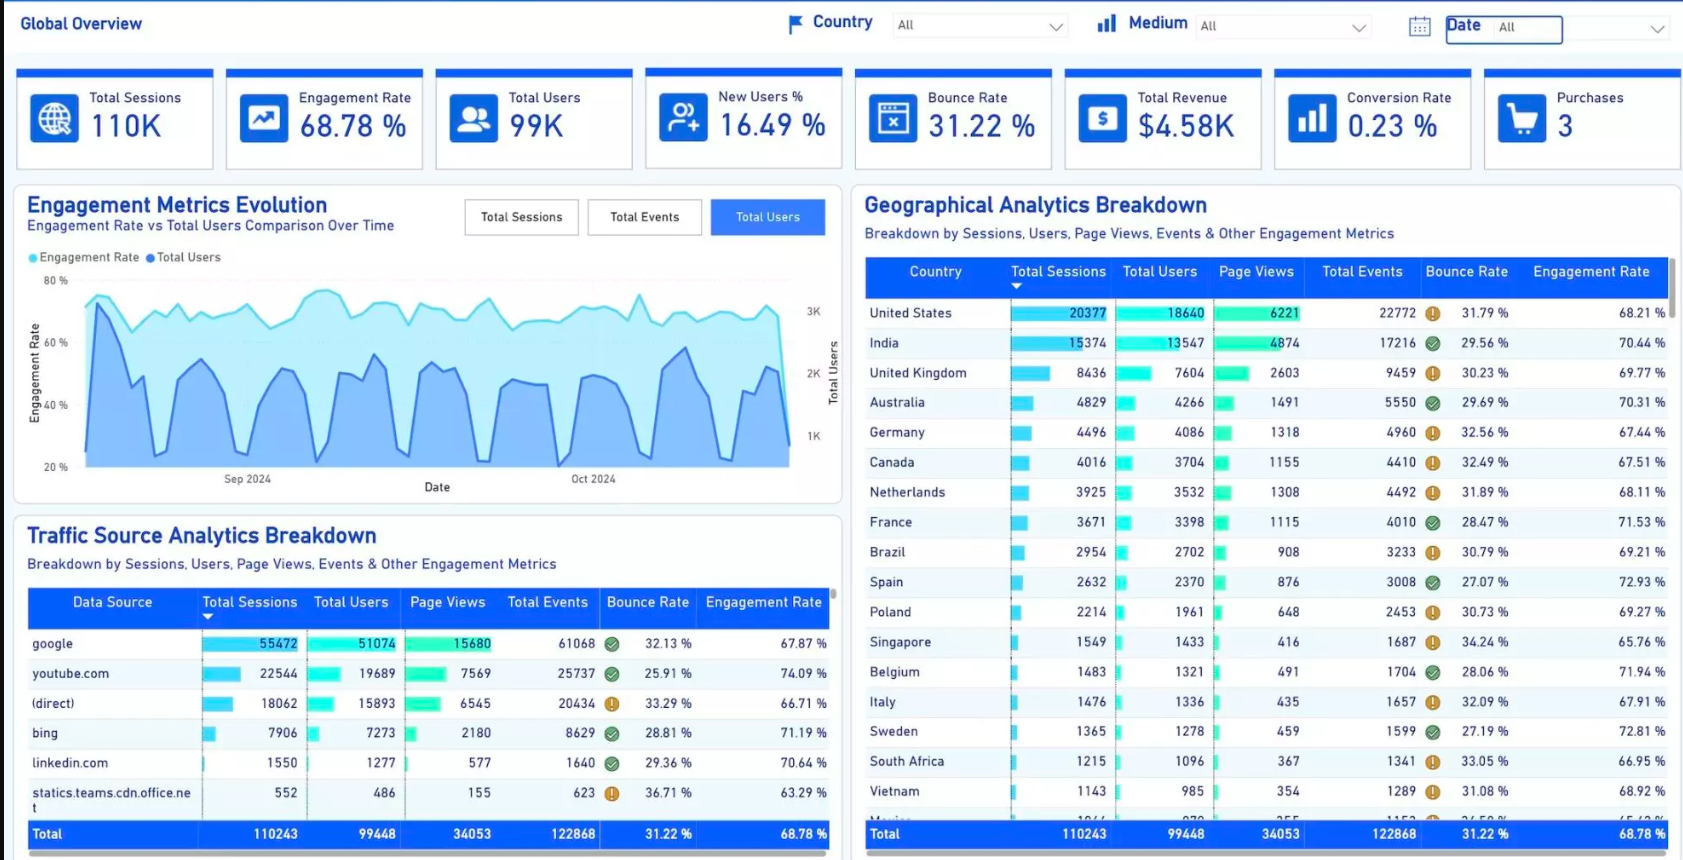 Global Overview
Country All
Medium All
Date All
Total Sessions
110K
Engagement Rate
68.78 %
Total Users
99K
New Users %
16.49 %
Bounce Rate
31.22 %
Total Revenue
$4.58K
Conversion Rate
0.23 %
Purchases
3
Engagement Metrics Evolution
Engagement Rate vs Total Users Comparison Over Time
Total Sessions
Total Events
Total Users
Engagement Rate Total Users
80 %
60 %
40 %
20 %
Engagement Rate
3K
2K
1K
Total Users
Sep 2024
Oct 2024
Date
Traffic Source Analytics Breakdown
Breakdown by Sessions, Users, Page Views, Events & Other Engagement Metrics
Data Source Total Sessions Total Users Page Views Total Events Bounce Rate Engagement Rate
google 55472 51074 15680 61068 32.13 % 67.87 %
youtube.com 22544 19689 7569 25737 25.91 % 74.09 %
(direct) 18062 15893 6545 20434 33.29 % 66.71 %
bing 7906 7273 2180 8629 28.81 % 71.19 %
linkedin.com 1550 1277 577 1640 29.36 % 70.64 %
statics.teams.cdn.office.ne 552 486 155 623 36.71 % 63.29 %
t
Total 110243 99448 34053 122868 31.22 % 68.78 %
Geographical Analytics Breakdown
Breakdown by Sessions, Users, Page Views, Events & Other Engagement Metrics
Country Total Sessions Total Users Page Views Total Events Bounce Rate Engagement Rate
United States 20377 18640 6221 22772 31.79 % 68.21 %
India 15374 13547 4874 17216 29.56 % 70.44 %
United Kingdom 8436 7604 2603 9459 30.23 % 69.77 %
Australia 4829 4266 1491 5550 29.69 % 70.31 %
Germany 4496 4086 1318 4960 32.56 % 67.44 %
Canada 4016 3704 1155 4410 32.49 % 67.51 %
Netherlands 3925 3532 1308 4492 31.89 % 68.11 %
France 3671 3398 1115 4010 28.47 % 71.53 %
Brazil 2954 2702 908 3233 30.79 % 69.21 %
Spain 2632 2370 876 3008 27.07 % 72.93 %
Poland 2214 1961 648 2453 30.73 % 69.27 %
Singapore 1549 1433 416 1687 34.24 % 65.76 %
Belgium 1483 1321 491 1704 28.06 % 71.94 %
Italy 1476 1336 435 1657 32.09 % 67.91 %
Sweden 1365 1278 459 1599 27.19 % 72.81 %
South Africa 1215 1096 367 1341 33.05 % 66.95 %
Vietnam 1143 985 354 1289 31.08 % 68.92 %
Total 110243 99448 34053 122868 31.22 % 68.78 %